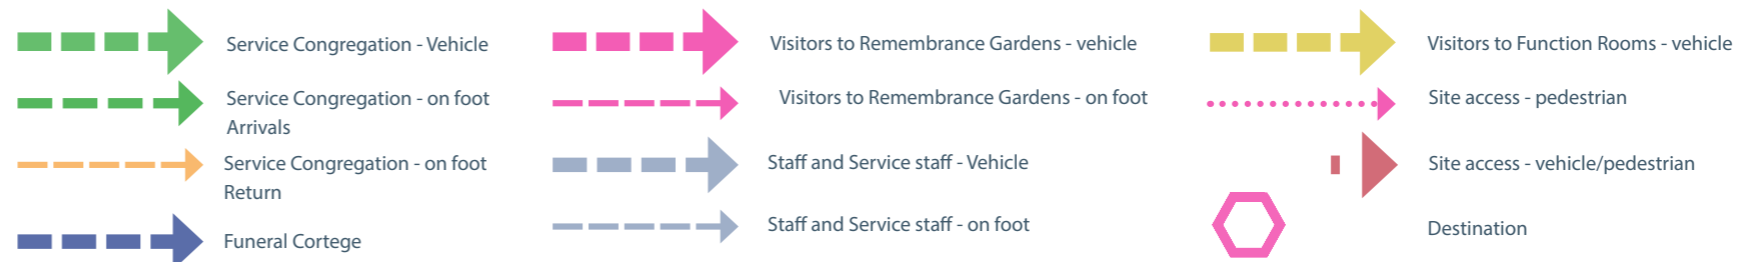 Service Congregation - Vehicle
Service Congregation - on foot
Arrivals
Service Congregation - on foot
Return
Funeral Cortege
Visitors to Remembrance Gardens - vehicle
Visitors to Remembrance Gardens - on foot
Staff and Service staff - Vehicle
Staff and Service staff - on foot
Visitors to Function Rooms - vehicle
Site access - pedestrian
Site access - vehicle/pedestrian
Destination